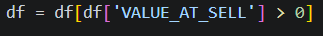 df = df[df['VALUE_AT_SELL'] > 0]